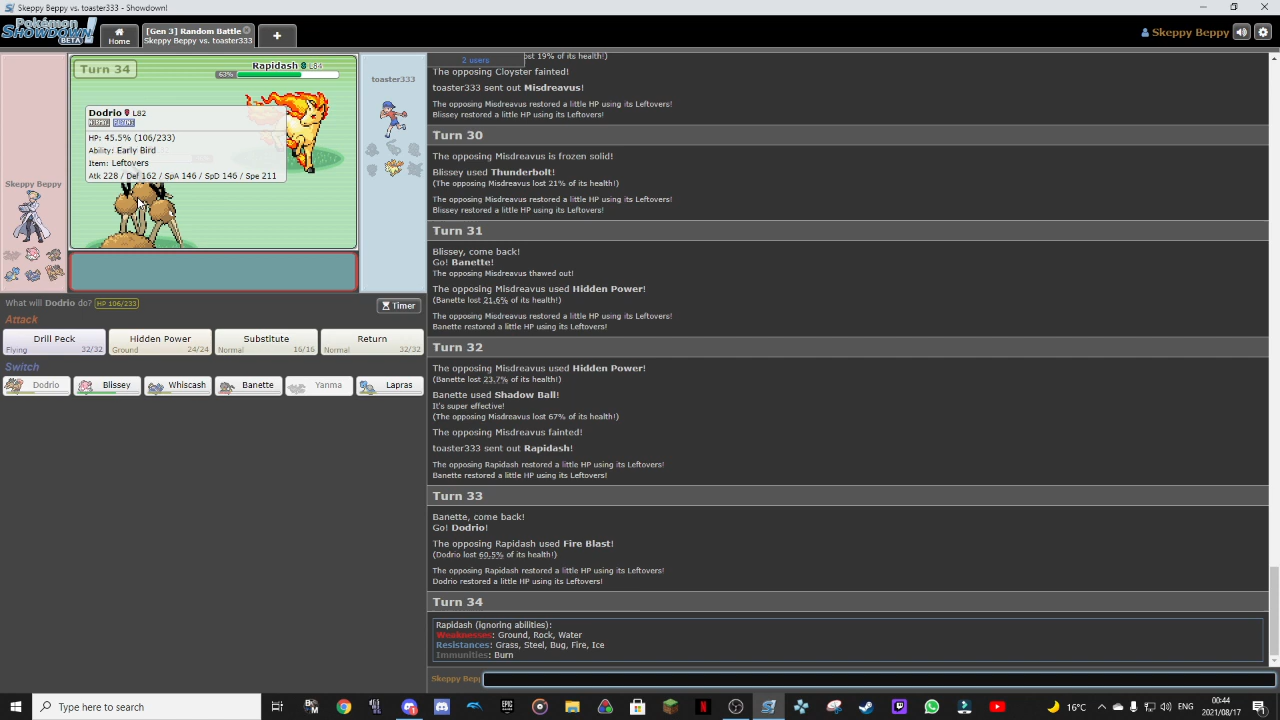 Skeppy Beppy vs. toaster333 - Showdown!
Pokémon
SHOWDOWN!
BETA
Home
[Gen 3] Random Battle
Skeppy Beppy vs. toaster333
Skeppy Beppy
Turn 34
Rapidash L84
63%
toaster333
Dodrio L82
HP: 45.5% (106/233)
Ability: Early Bird
Item: Leftovers
Atk 228 / Def 162 / SpA 146 / SpD 146 / Spe 211
Skeppy Beppy
What will Dodrio do? HP 106/233
Timer
Attack
Drill Peck
Flying 32/32
Hidden Power
Ground 24/24
Substitute
Normal 16/16
Return
Normal 32/32
Switch
Dodrio
Blissey
Whiscash
Banette
Yanma
Lapras
2 users
ost 19% of its health!)
The opposing Cloyster fainted!
toaster333 sent out Misdreavus!
The opposing Misdreavus restored a little HP using its Leftovers!
Blissey restored a little HP using its Leftovers!
Turn 30
The opposing Misdreavus is frozen solid!
Blissey used Thunderbolt!
(The opposing Misdreavus lost 21% of its health!)
The opposing Misdreavus restored a little HP using its Leftovers!
Blissey restored a little HP using its Leftovers!
Turn 31
Blissey, come back!
Go! Banette!
The opposing Misdreavus thawed out!
The opposing Misdreavus used Hidden Power!
(Banette lost 21.6% of its health!)
The opposing Misdreavus restored a little HP using its Leftovers!
Banette restored a little HP using its Leftovers!
Turn 32
The opposing Misdreavus used Hidden Power!
(Banette lost 23.7% of its health!)
Banette used Shadow Ball!
It's super effective!
(The opposing Misdreavus lost 67% of its health!)
The opposing Misdreavus fainted!
toaster333 sent out Rapidash!
The opposing Rapidash restored a little HP using its Leftovers!
Banette restored a little HP using its Leftovers!
Turn 33
Banette, come back!
Go! Dodrio!
The opposing Rapidash used Fire Blast!
(Dodrio lost 60.5% of its health!)
The opposing Rapidash restored a little HP using its Leftovers!
Dodrio restored a little HP using its Leftovers!
Turn 34
Rapidash (ignoring abilities):
Weaknesses: Ground, Rock, Water
Resistances: Grass, Steel, Bug, Fire, Ice
Immunities: Burn
Skeppy Bepp
Type here to search
16°C
ENG
00:44
2021/08/17